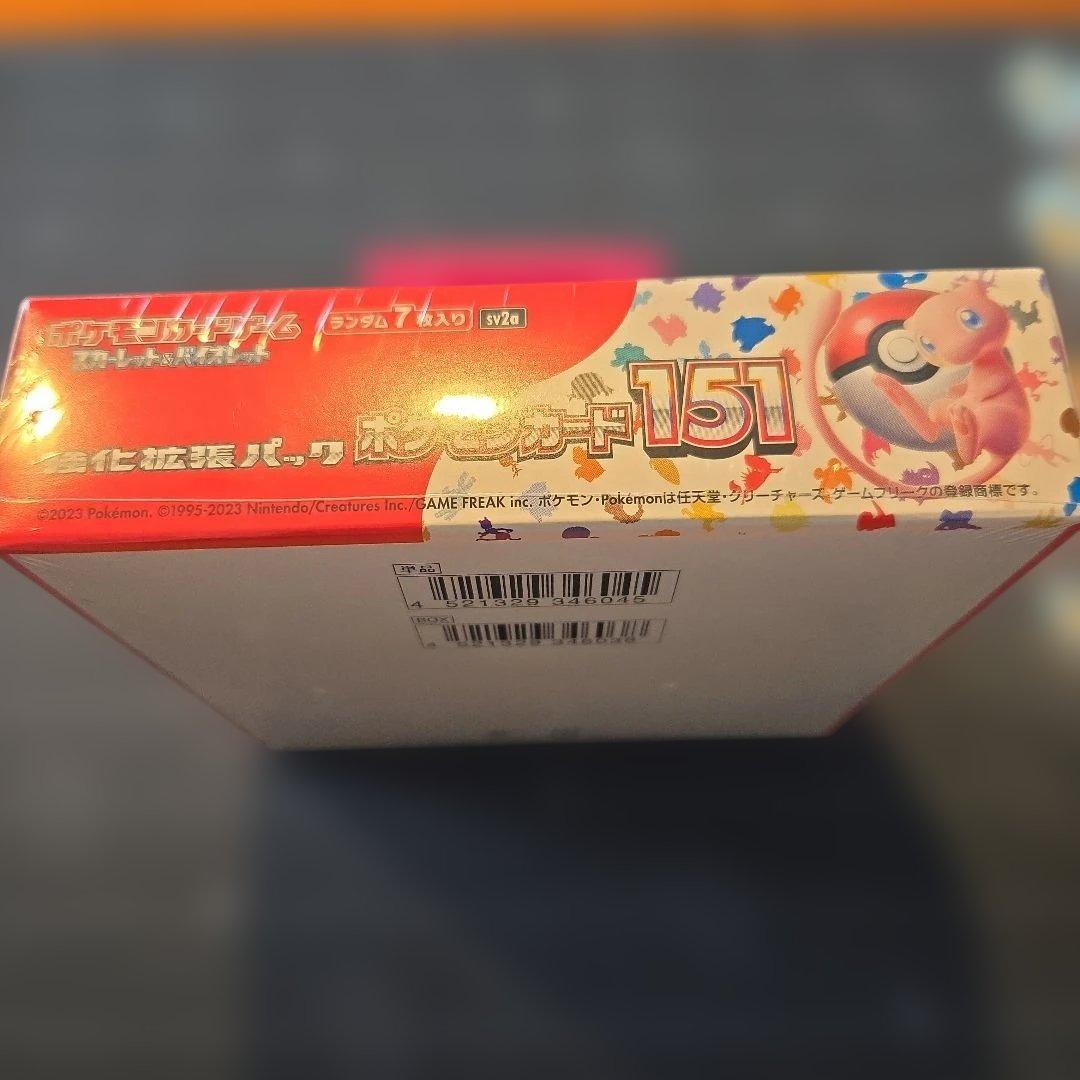 ポケモンカードゲーム
スカーレット&バイオレット
ランダム7枚入り
sv2a
強化拡張パック
ポケモンカード151
©2023 Pokémon. ©1995-2023 Nintendo/Creatures Inc./GAME FREAK inc. ポケモン・Pokémonは任天堂・クリーチャーズ、ゲームフリークの登録商標です。
単品
4 521329 346045
BOX